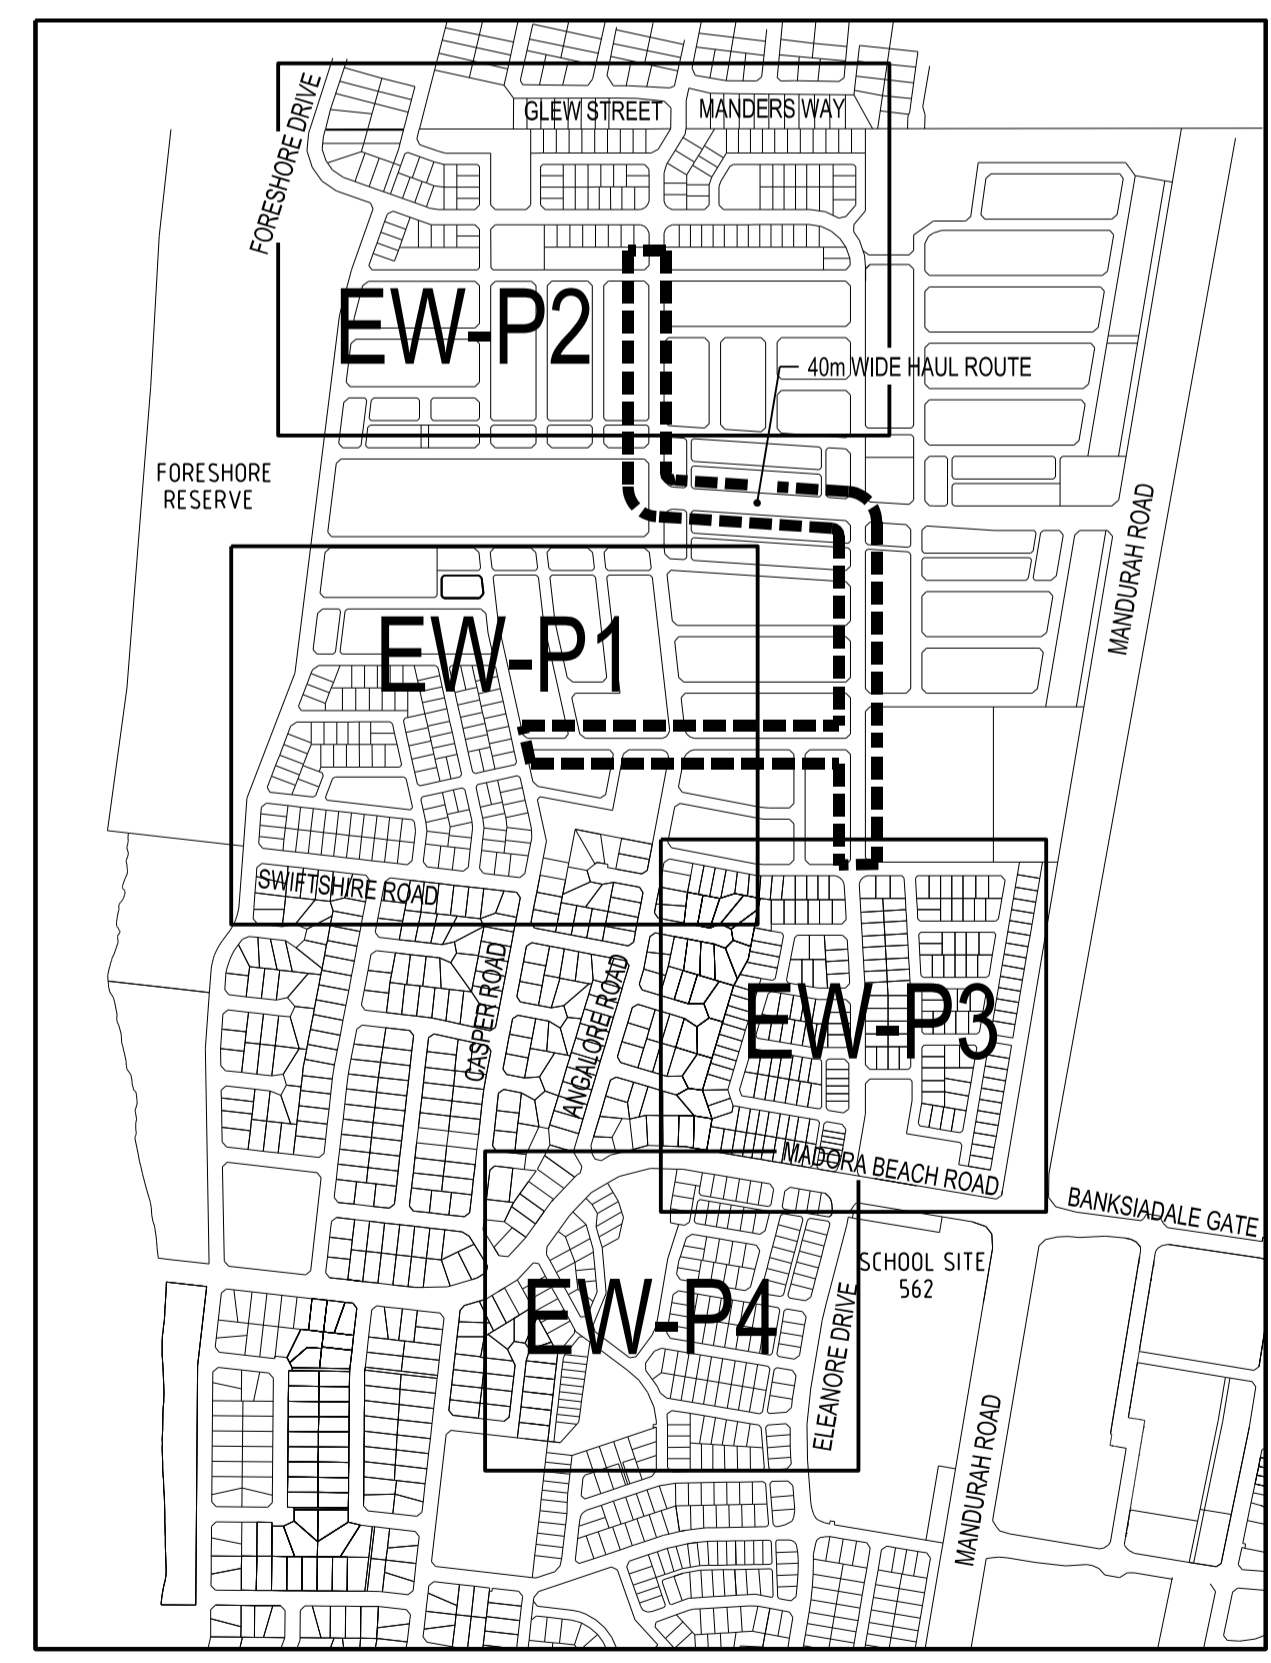 GLEW STREET
MANDERS WAY
FORESHORE DRIVE
EW-P2
40m WIDE HAUL ROUTE
FORESHORE
RESERVE
MANDURAH ROAD
EW-P1
SWIFTSHIRE ROAD
CASPER ROAD
ANGALORE ROAD
EW-P3
MADORA BEACH ROAD
BANKSIADALE GATE
SCHOOL SITE
562
EW-P4
ELEANORE DRIVE
MANDURAH ROAD